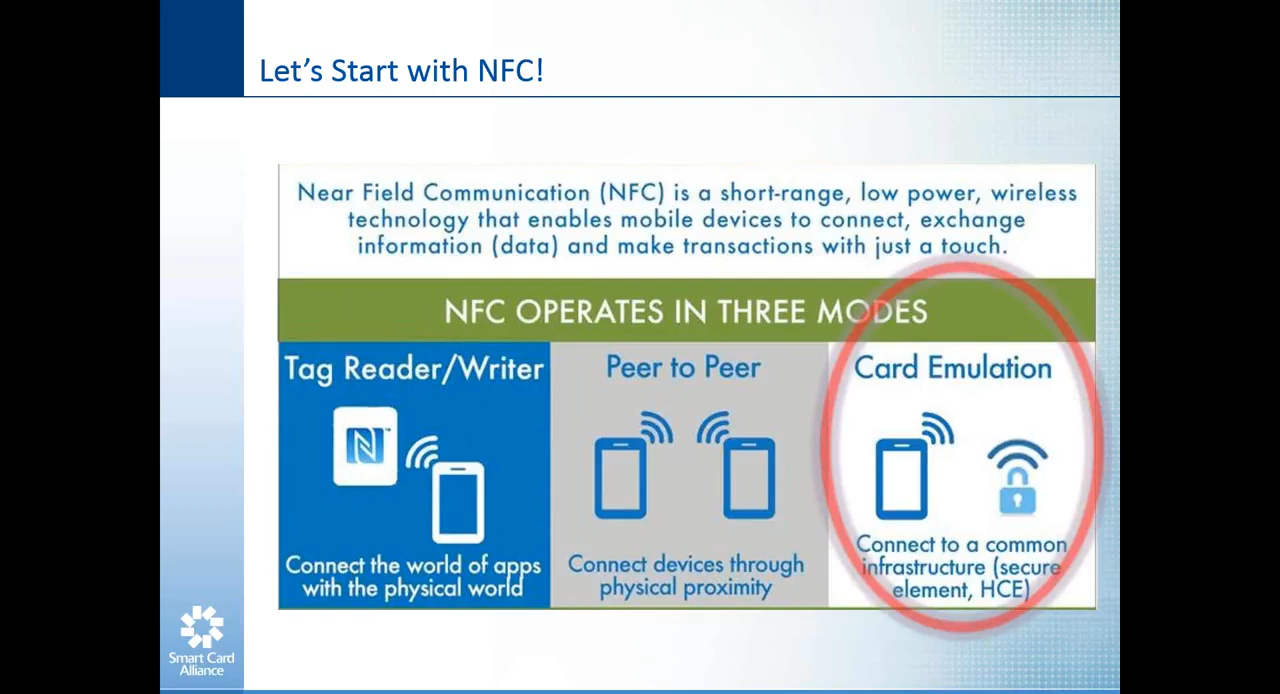 Let's Start with NFC!
Near Field Communication (NFC) is a short-range, low power, wireless
technology that enables mobile devices to connect, exchange
information (data) and make transactions with just a touch.
NFC OPERATES IN THREE MODES
Tag Reader/Writer
N™
Connect the world of apps
with the physical world
Peer to Peer
Connect devices through
physical proximity
Card Emulation
Connect to a common
infrastructure (secure
element, HCE)
Smart Card
Alliance